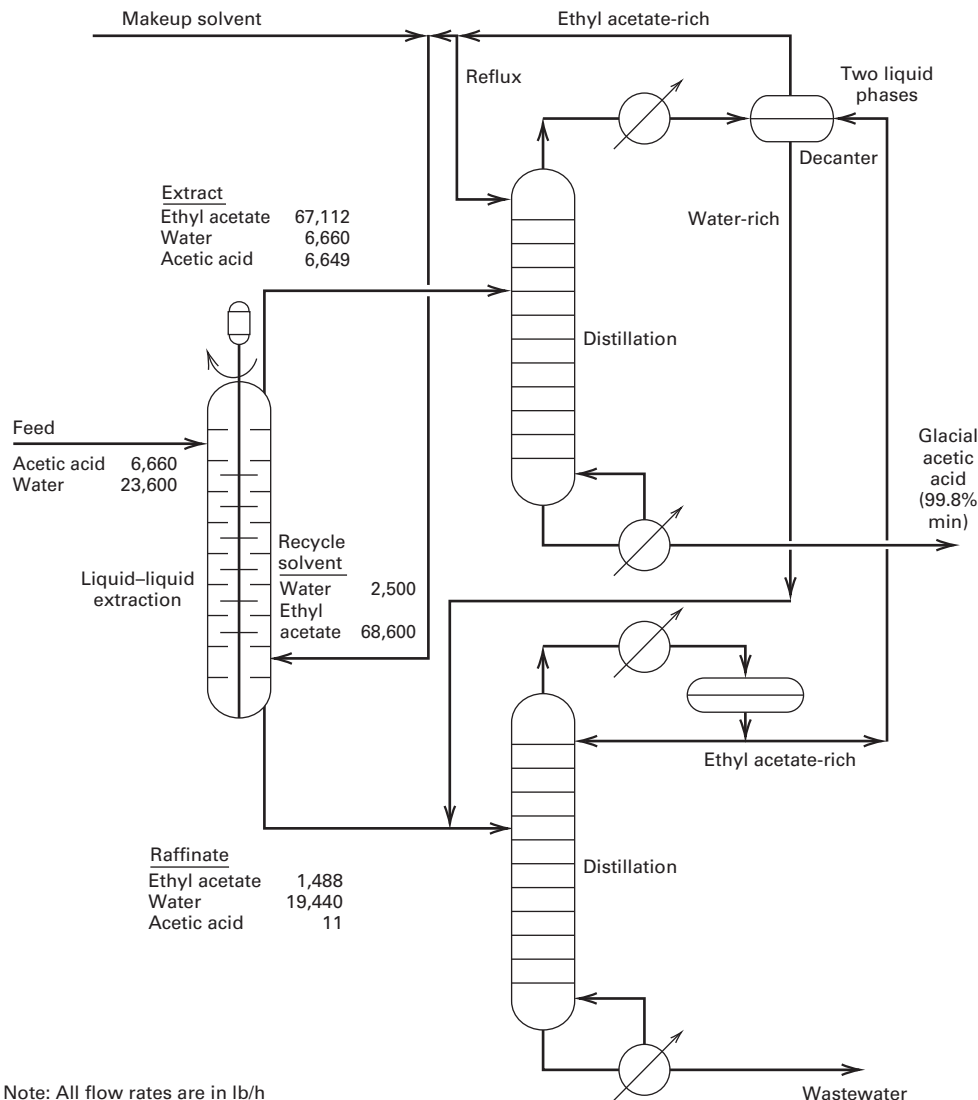 Makeup solvent
Ethyl acetate-rich
Reflux
Two liquid
phases
Decanter
Extract
Ethyl acetate 67,112
Water 6,660
Acetic acid 6,649
Water-rich
Distillation
Feed
Acetic acid 6,660
Water 23,600
Glacial
acetic
acid
(99.8%
min)
Liquid–liquid
extraction
Recycle
solvent
Water 2,500
Ethyl
acetate 68,600
Ethyl acetate-rich
Raffinate
Ethyl acetate 1,488
Water 19,440
Acetic acid 11
Distillation
Note: All flow rates are in lb/h
Wastewater